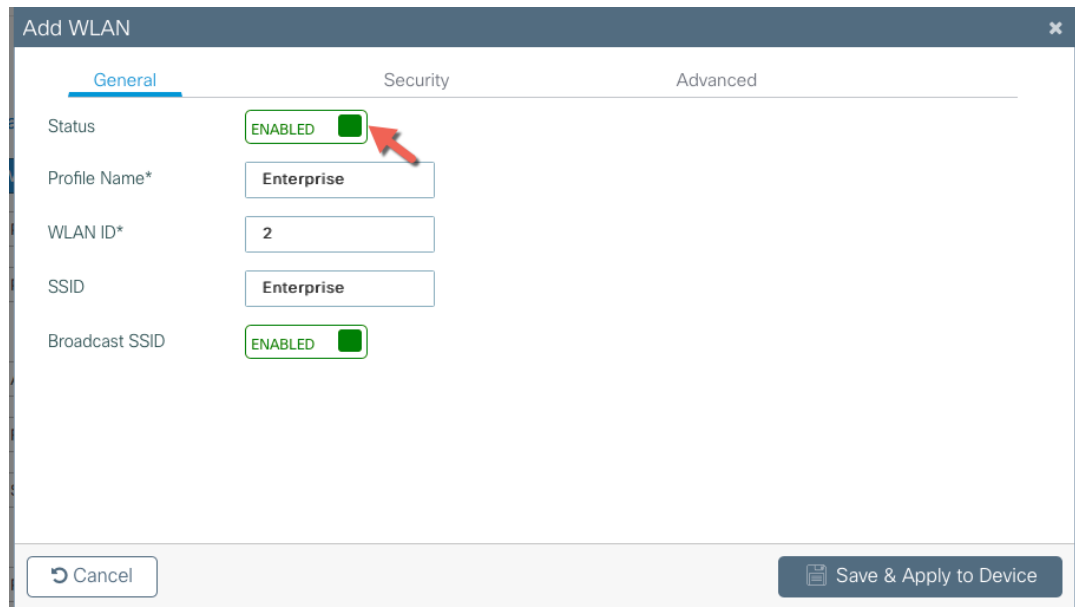 Add WLAN
General Security Advanced
Status ENABLED
Profile Name* Enterprise
WLAN ID* 2
SSID Enterprise
Broadcast SSID ENABLED
Cancel Save & Apply to Device